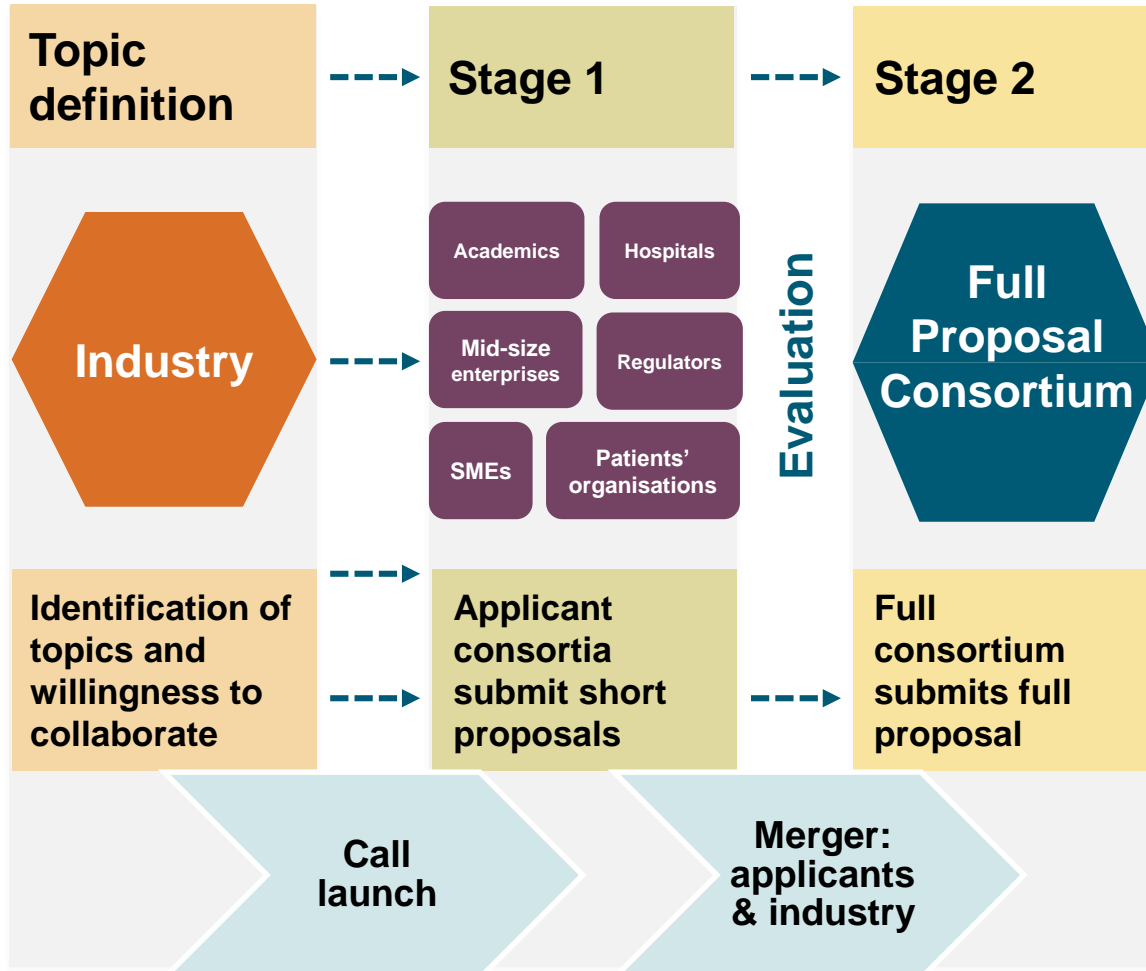 Topic
definition
Stage 1
Stage 2
Industry
Academics
Hospitals
Mid-size
enterprises
Regulators
SMEs
Patients’
organisations
Evaluation
Full
Proposal
Consortium
Identification of
topics and
willingness to
collaborate
Applicant
consortia
submit short
proposals
Full
consortium
submits full
proposal
Call
launch
Merger:
applicants
& industry